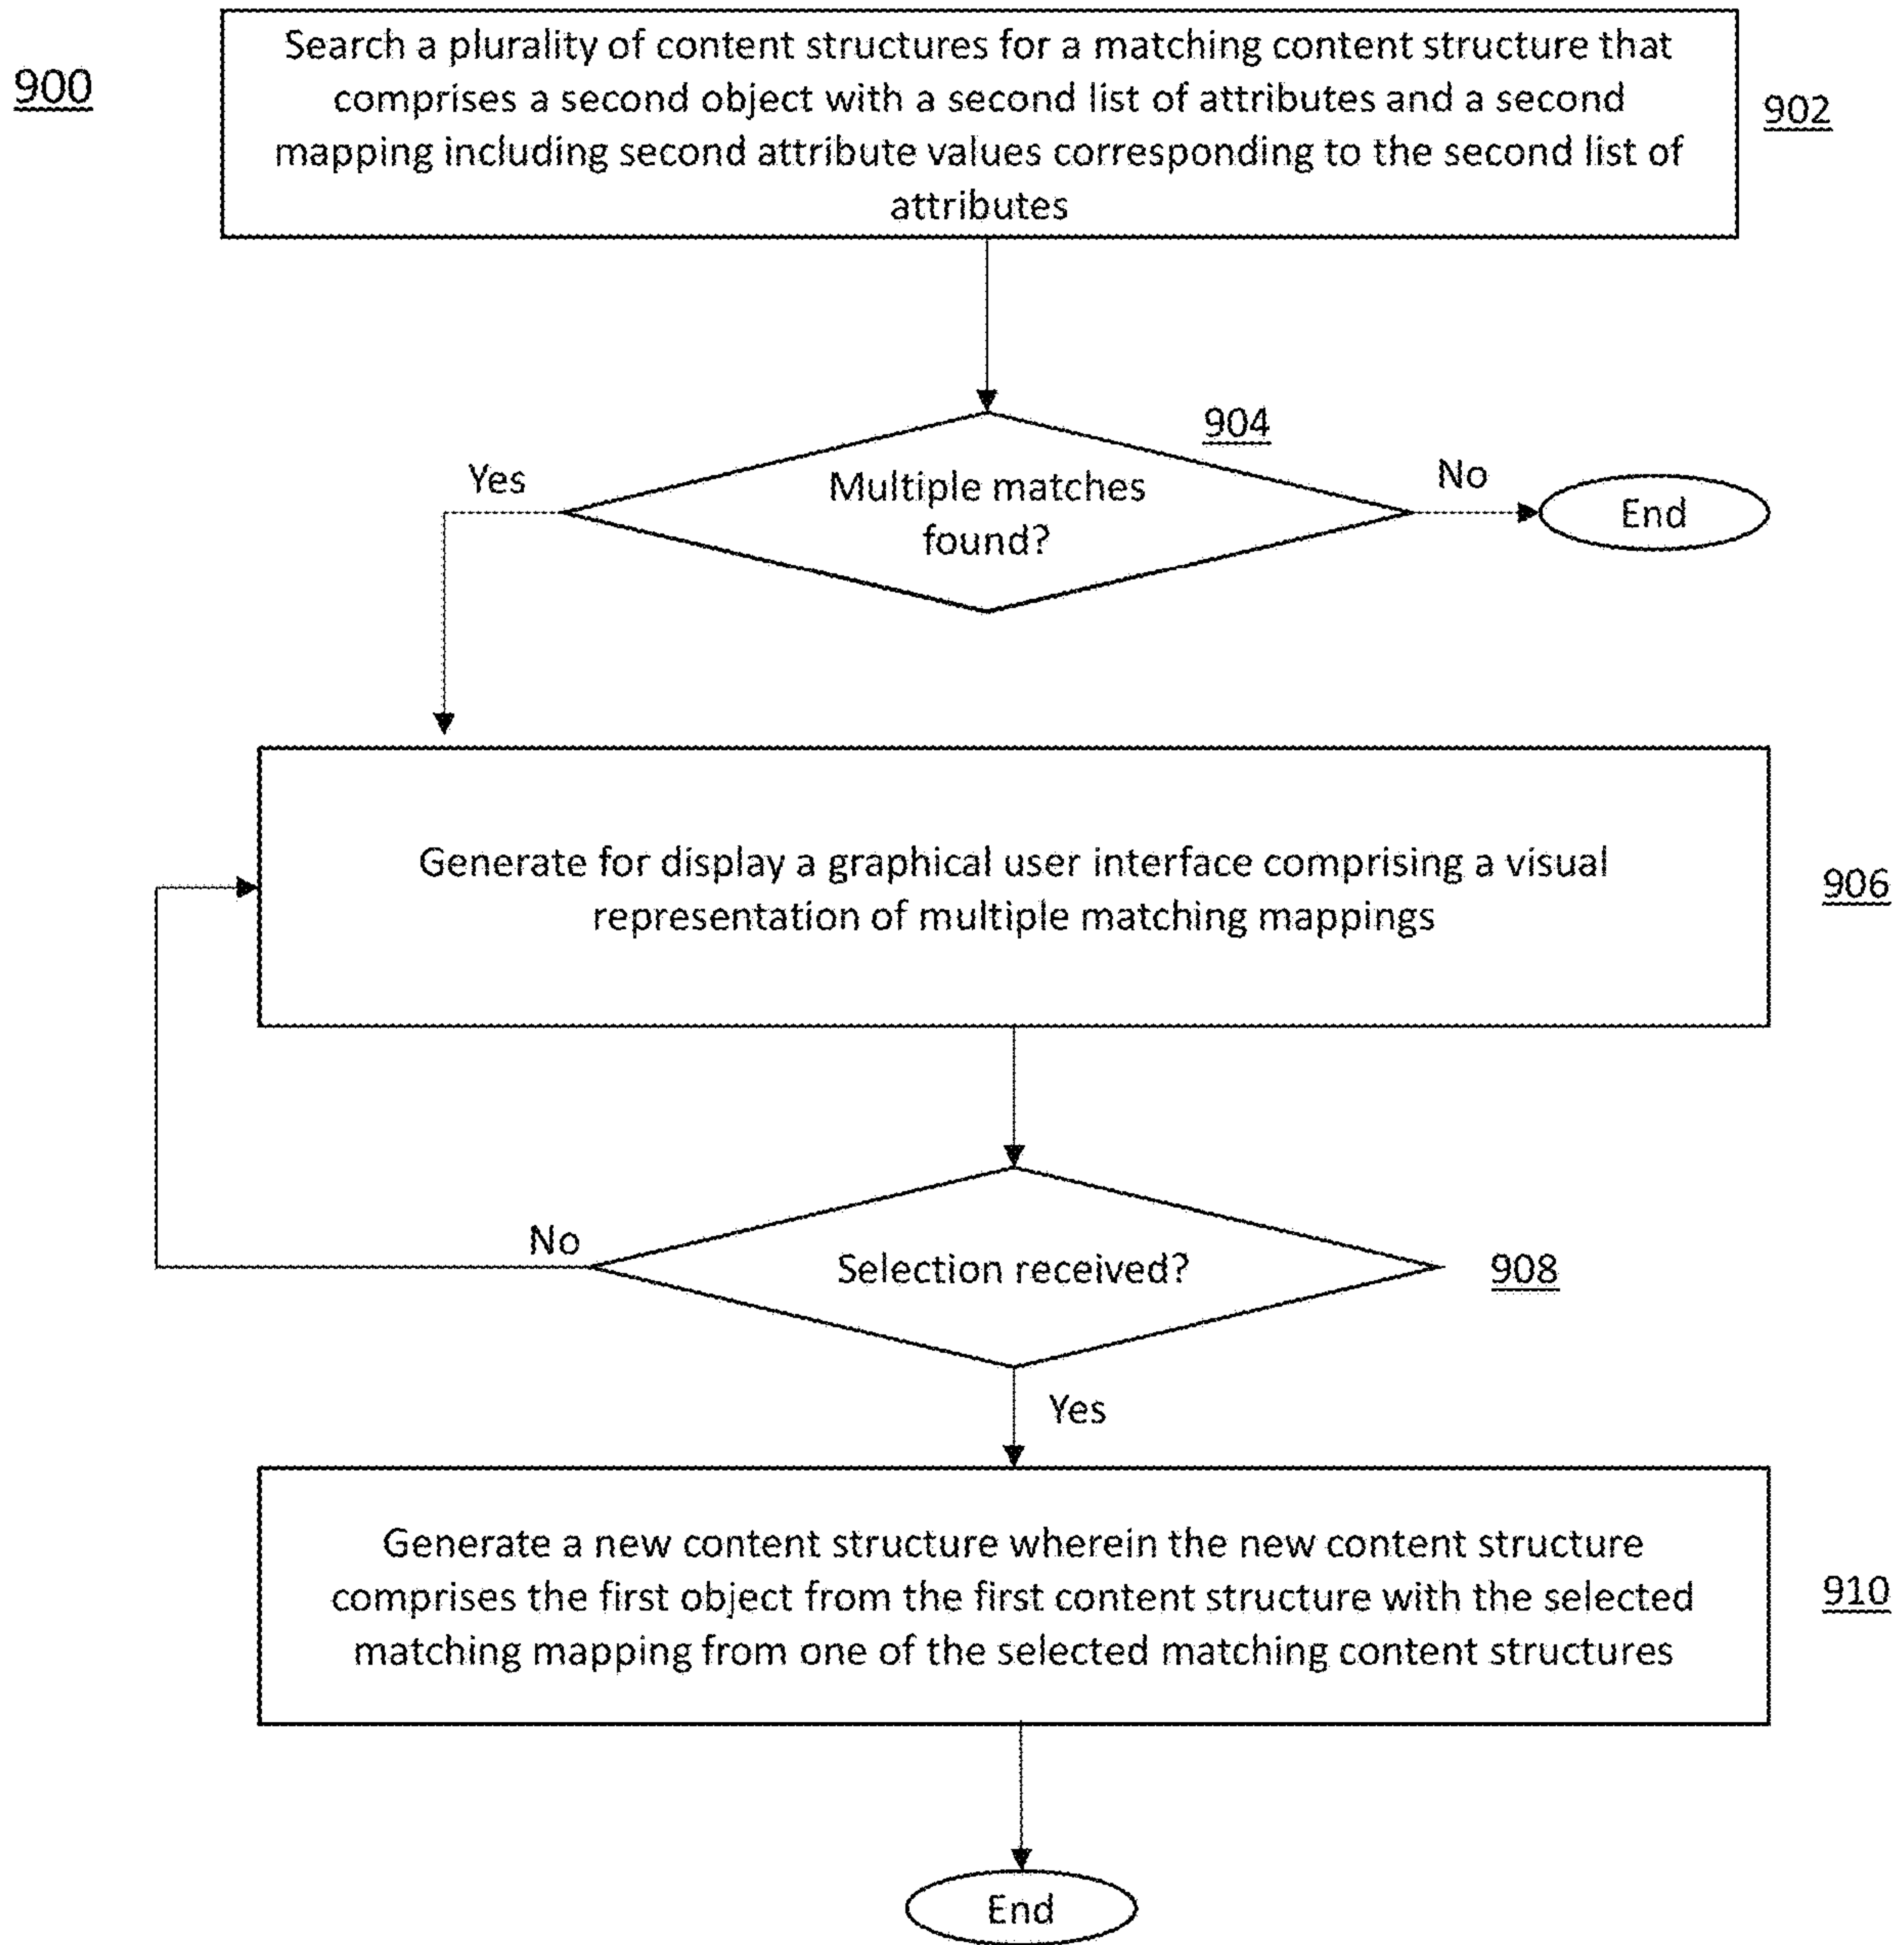 900
Search a plurality of content structures for a matching content structure that
comprises a second object with a second list of attributes and a second
mapping including second attribute values corresponding to the second list of
attributes
902
904
Yes
Multiple matches
found?
No
End
Generate for display a graphical user interface comprising a visual
representation of multiple matching mappings
906
No
Selection received?
908
Yes
Generate a new content structure wherein the new content structure
comprises the first object from the first content structure with the selected
matching mapping from one of the selected matching content structures
910
End